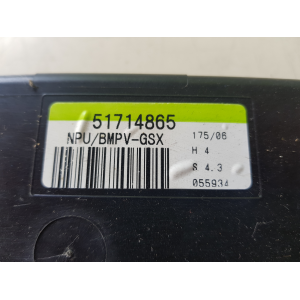 51714865
NPU/BMPV-GSX
175/06
H 4
S 4.3
055934